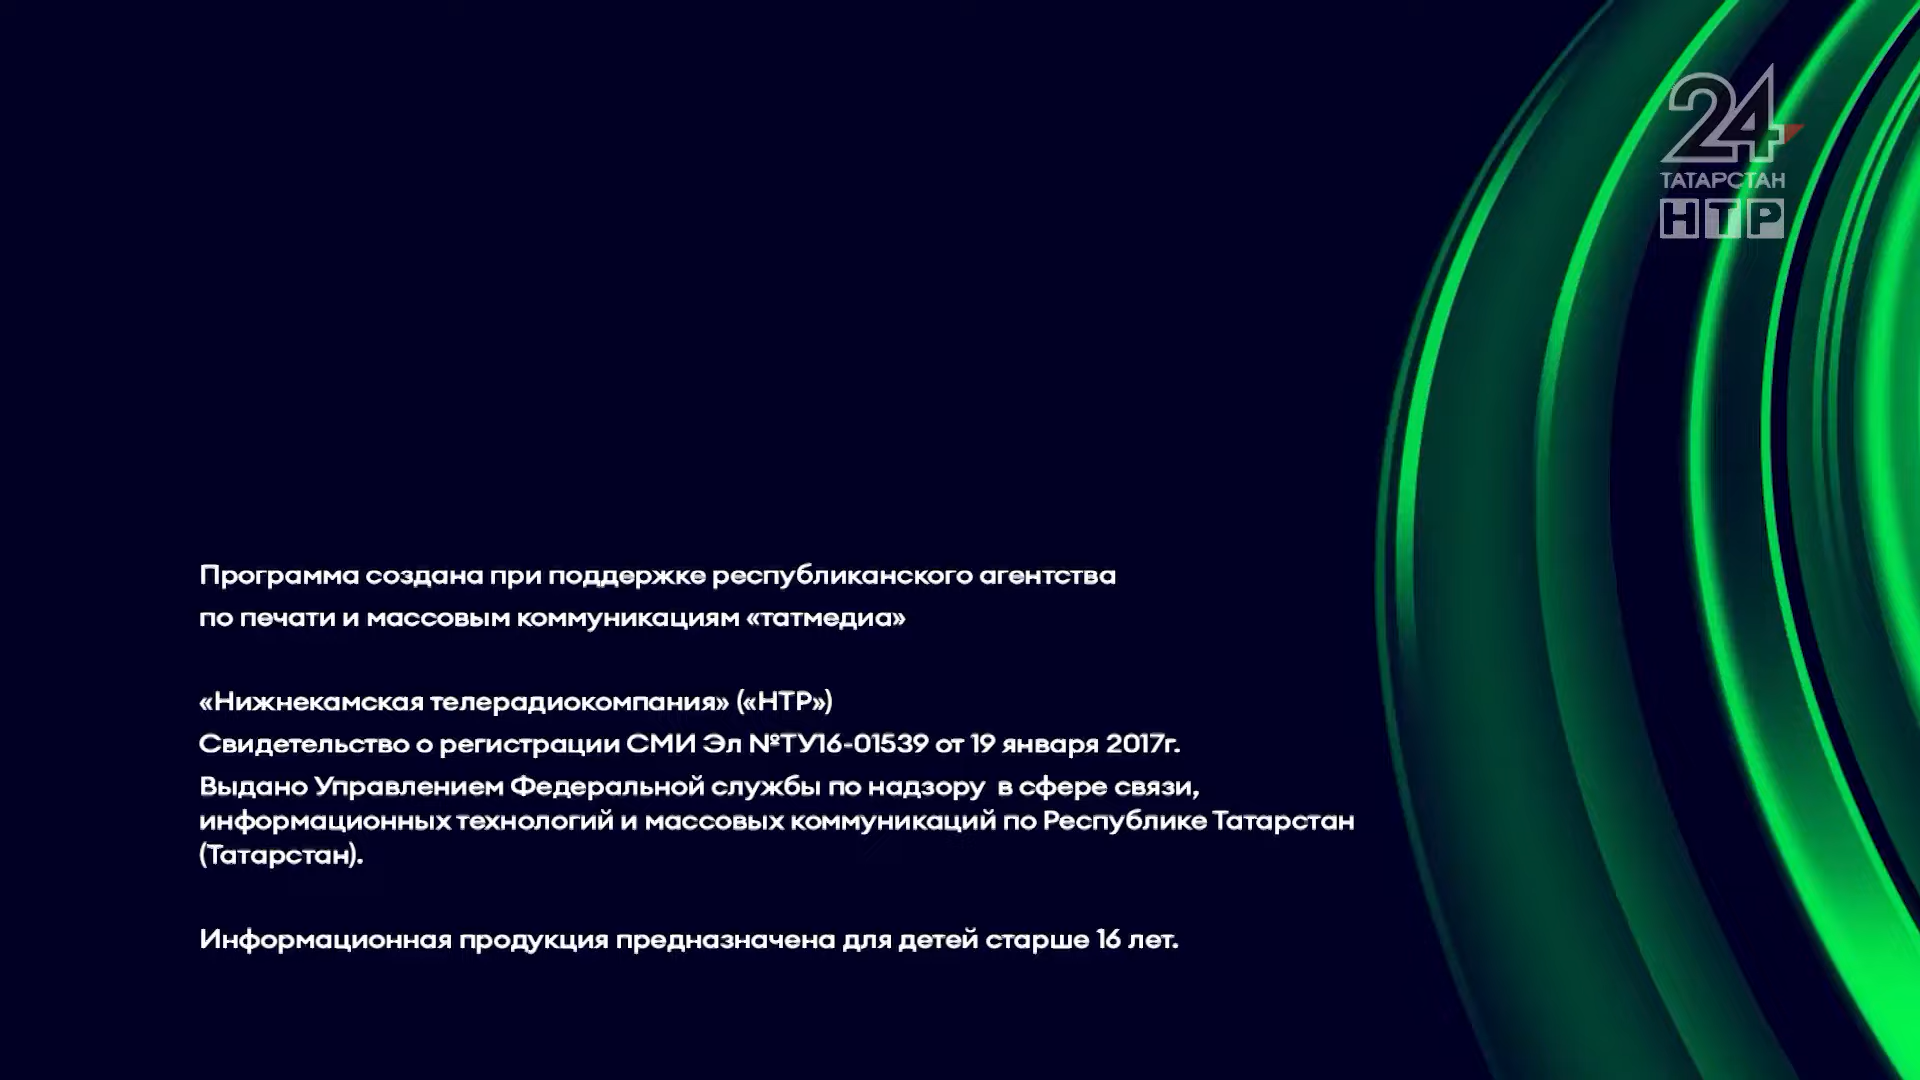 24
ТАТАРСТАН
НТР
Программа создана при поддержке республиканского агентства
по печати и массовым коммуникациям «татмедиа»
«Нижнекамская телерадиокомпания» («НТР»)
Свидетельство о регистрации СМИ Эл №ТУ16-01539 от 19 января 2017г.
Выдано Управлением Федеральной службы по надзору  в сфере связи,
информационных технологий и массовых коммуникаций по Республике Татарстан
(Татарстан).
Информационная продукция предназначена для детей старше 16 лет.